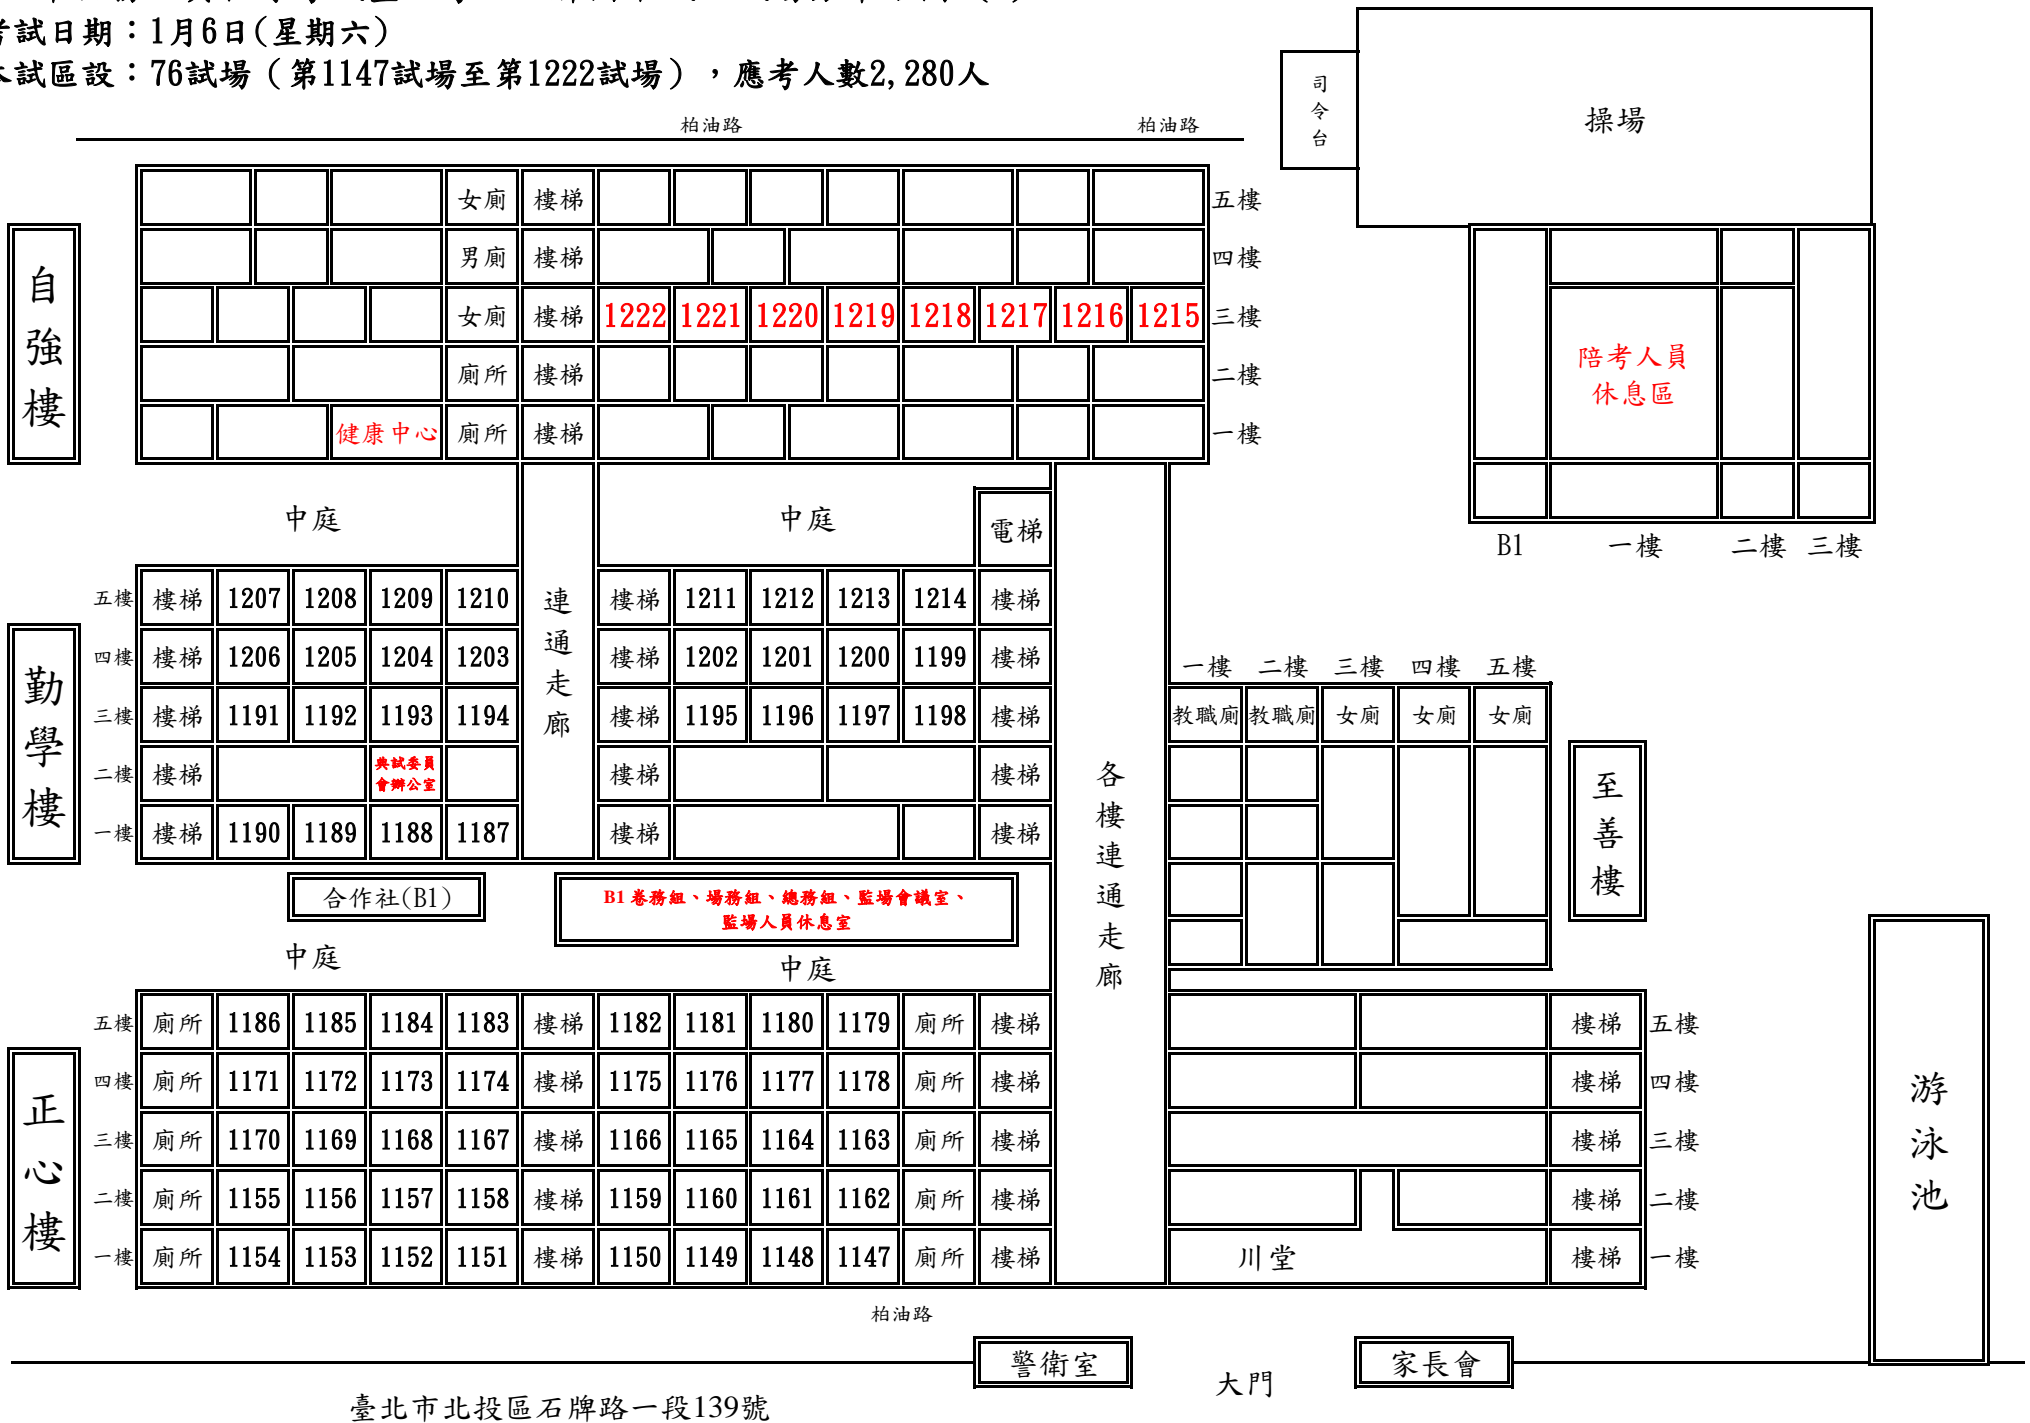 考試日期：1月6日(星期六)
本試區設：76試場（第1147試場至第1222試場），應考人數2,280人
柏油路 柏油路
司令台
操場
自強樓
女廁 樓梯 五樓
男廁 樓梯 四樓
女廁 樓梯 1222 1221 1220 1219 1218 1217 1216 1215 三樓
廁所 樓梯 二樓
健康中心 廁所 樓梯 一樓
陪考人員
休息區
B1 一樓 二樓 三樓
中庭 中庭 電梯
勤學樓
五樓 樓梯 1207 1208 1209 1210 樓梯 1211 1212 1213 1214 樓梯
四樓 樓梯 1206 1205 1204 1203 樓梯 1202 1201 1200 1199 樓梯
三樓 樓梯 1191 1192 1193 1194 樓梯 1195 1196 1197 1198 樓梯
二樓 樓梯 典試委員會辦公室 樓梯 樓梯
一樓 樓梯 1190 1189 1188 1187 樓梯 樓梯
連通走廊
各樓連通走廊
一樓 二樓 三樓 四樓 五樓
教職廁 教職廁 女廁 女廁 女廁
至善樓
合作社(B1)
B1 卷務組、場務組、總務組、監場會議室、
監場人員休息室
中庭 中庭
正心樓
五樓 廁所 1186 1185 1184 1183 樓梯 1182 1181 1180 1179 廁所 樓梯 樓梯 五樓
四樓 廁所 1171 1172 1173 1174 樓梯 1175 1176 1177 1178 廁所 樓梯 樓梯 四樓
三樓 廁所 1170 1169 1168 1167 樓梯 1166 1165 1164 1163 廁所 樓梯 樓梯 三樓
二樓 廁所 1155 1156 1157 1158 樓梯 1159 1160 1161 1162 廁所 樓梯 樓梯 二樓
一樓 廁所 1154 1153 1152 1151 樓梯 1150 1149 1148 1147 廁所 樓梯 川堂 樓梯 一樓
游泳池
柏油路
警衛室 大門 家長會
臺北市北投區石牌路一段139號